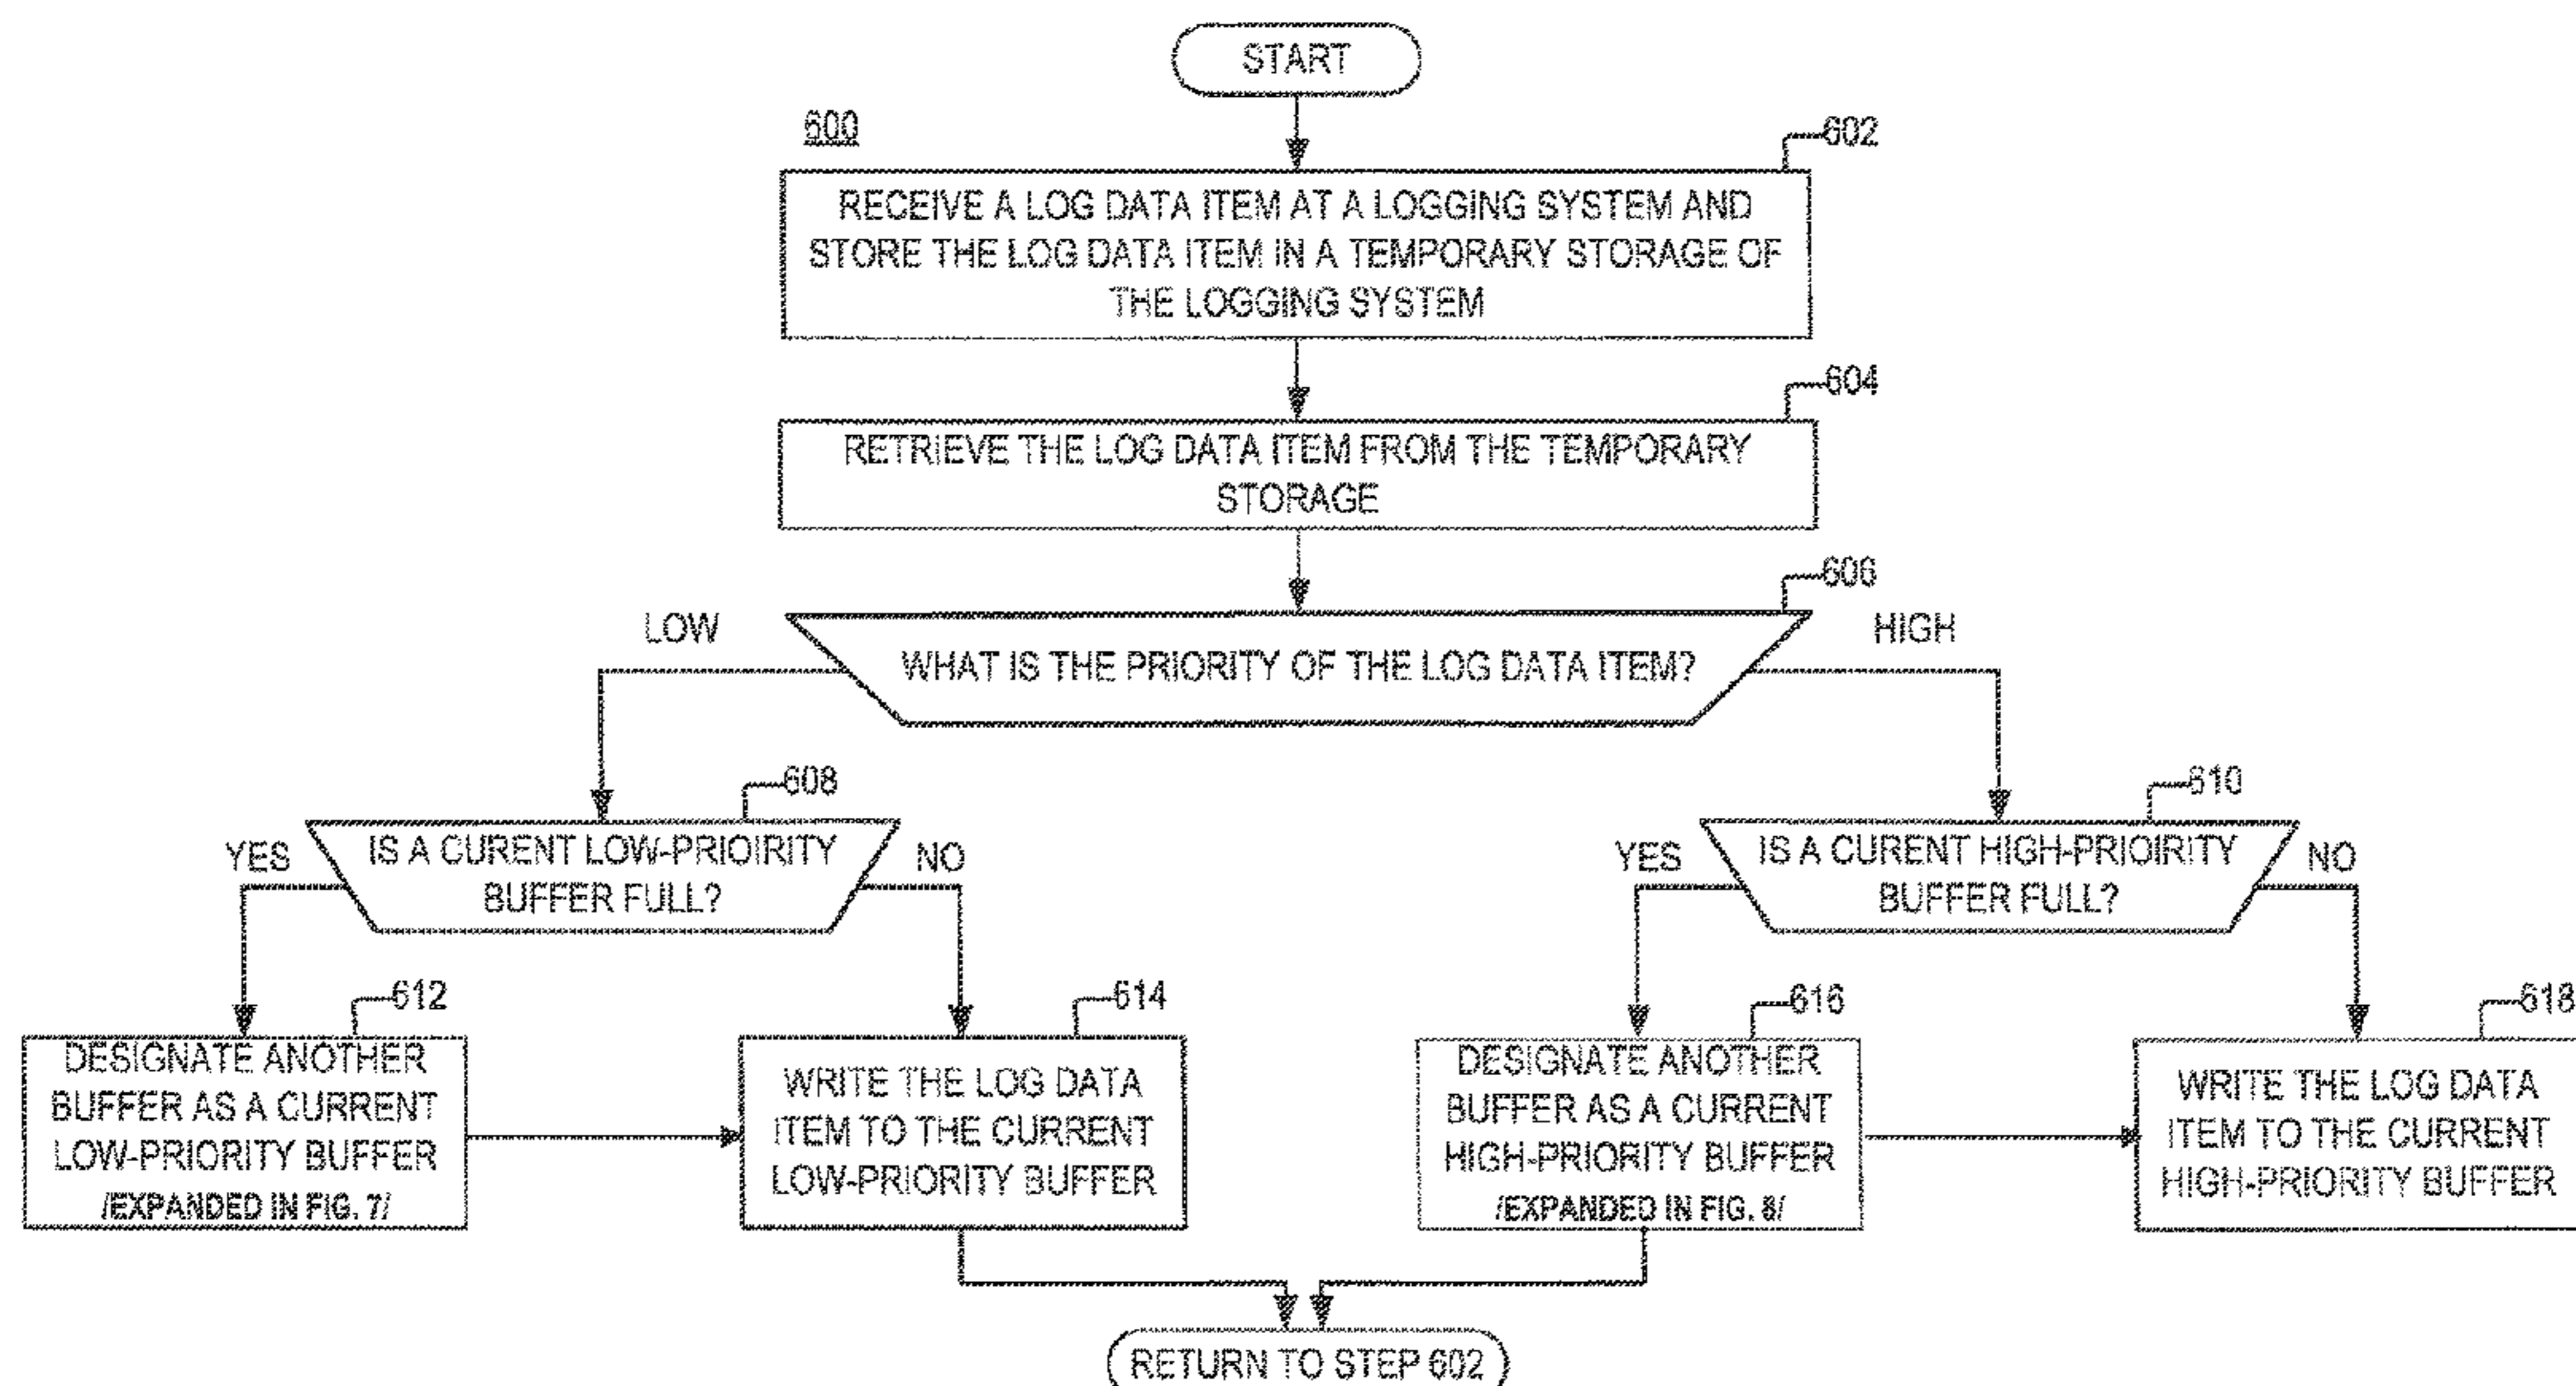 START
600
602
RECEIVE A LOG DATA ITEM AT A LOGGING SYSTEM AND
STORE THE LOG DATA ITEM IN A TEMPORARY STORAGE OF
THE LOGGING SYSTEM
604
RETRIEVE THE LOG DATA ITEM FROM THE TEMPORARY
STORAGE
606
LOW
HIGH
WHAT IS THE PRIORITY OF THE LOG DATA ITEM?
608
610
YES
IS A CURENT LOW-PRIOIRITY
BUFFER FULL?
NO
YES
IS A CURENT HIGH-PRIOIRITY
BUFFER FULL?
NO
612
614
616
618
DESIGNATE ANOTHER
BUFFER AS A CURRENT
LOW-PRIORITY BUFFER
/EXPANDED IN FIG. 7/
WRITE THE LOG DATA
ITEM TO THE CURRENT
LOW-PRIORITY BUFFER
DESIGNATE ANOTHER
BUFFER AS A CURRENT
HIGH-PRIORITY BUFFER
/EXPANDED IN FIG. 8/
WRITE THE LOG DATA
ITEM TO THE CURRENT
HIGH-PRIORITY BUFFER
RETURN TO STEP 602